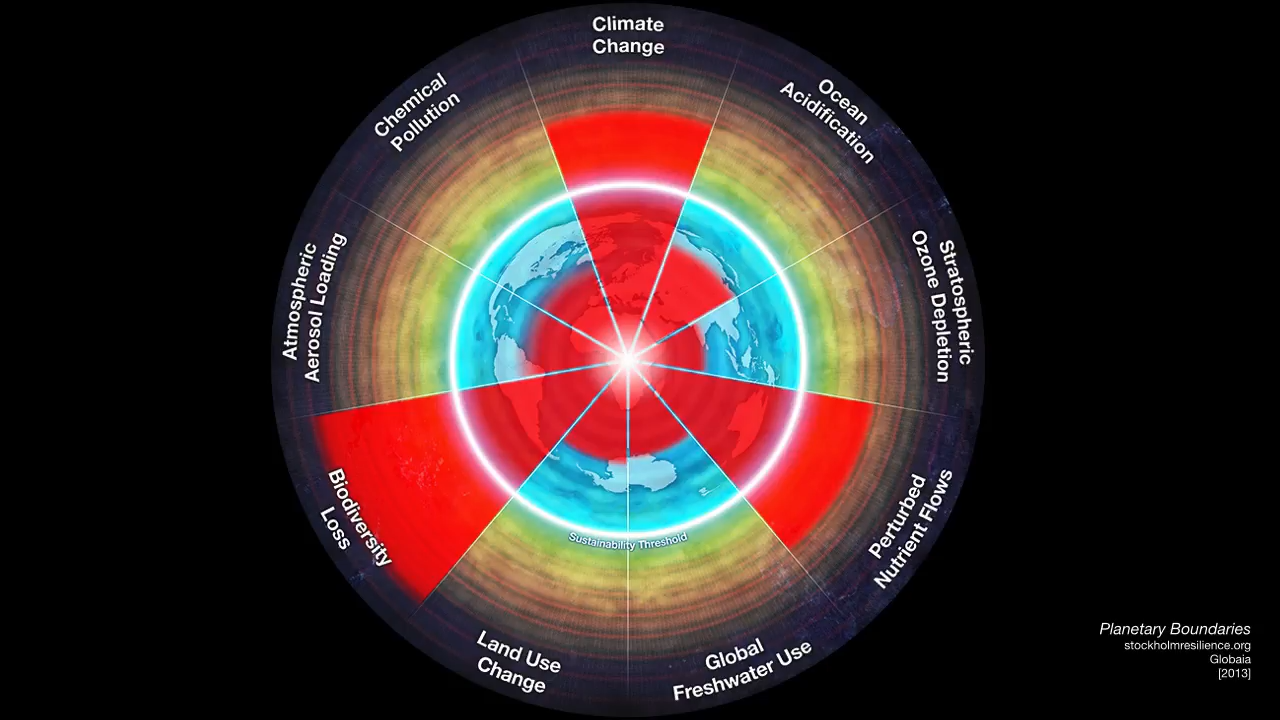 Climate
Change
Ocean
Acidification
Stratospheric
Ozone Depletion
Perturbed
Nutrient Flows
Global
Freshwater Use
Land Use
Change
Biodiversity
Loss
Atmospheric
Aerosol Loading
Chemical
Pollution
Sustainability Threshold
Planetary Boundaries
stockholmresilience.org
Globaia
[2013]